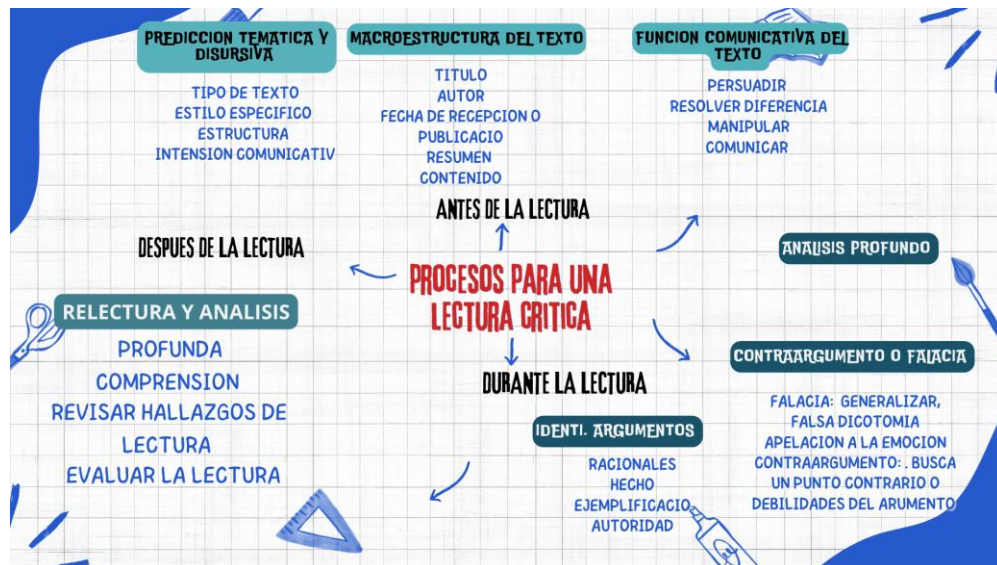 PREDICCION TEMATICA Y
DISURSIVA
TIPO DE TEXTO
ESTILO ESPECIFICO
ESTRUCTURA
INTENSION COMUNICATIV
MACROESTRUCTURA DEL TEXTO
TITULO
AUTOR
FECHA DE RECEPCION O
PUBLICACIO
RESUMEN
CONTENIDO
FUNCION COMUNICATIVA DEL
TEXTO
PERSUADIR
RESOLVER DIFERENCIA
MANIPULAR
COMUNICAR
ANTES DE LA LECTURA
DESPUES DE LA LECTURA
PROCESOS PARA UNA
LECTURA CRITICA
ANALISIS PROFUNDO
RELECTURA Y ANALISIS
PROFUNDA
COMPRENSION
REVISAR HALLAZGOS DE
LECTURA
EVALUAR LA LECTURA
DURANTE LA LECTURA
IDENTI. ARGUMENTOS
RACIONALES
HECHO
EJEMPLIFICACIO
AUTORIDAD
CONTRAARGUMENTO O FALACIA
FALACIA: GENERALIZAR,
FALSA DICOTOMIA
APELACION A LA EMOCION
CONTRAARGUMENTO: . BUSCA
UN PUNTO CONTRARIO O
DEBILIDADES DEL ARUMENTO